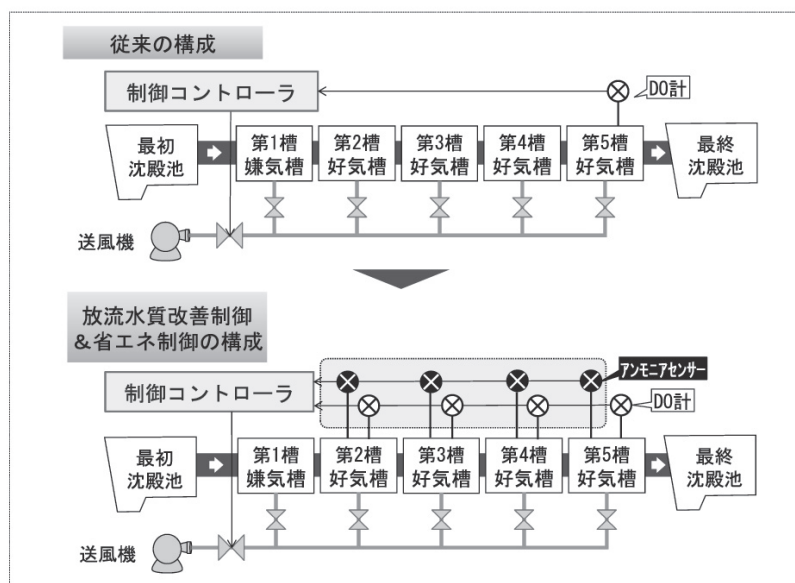 従来の構成
制御コントローラ
DO計
最初
沈殿池
第1槽
嫌気槽
第2槽
好気槽
第3槽
好気槽
第4槽
好気槽
第5槽
好気槽
最終
沈殿池
送風機
放流水質改善制御
&省エネ制御の構成
アンモニアセンサー
制御コントローラ
DO計
最初
沈殿池
第1槽
嫌気槽
第2槽
好気槽
第3槽
好気槽
第4槽
好気槽
第5槽
好気槽
最終
沈殿池
送風機